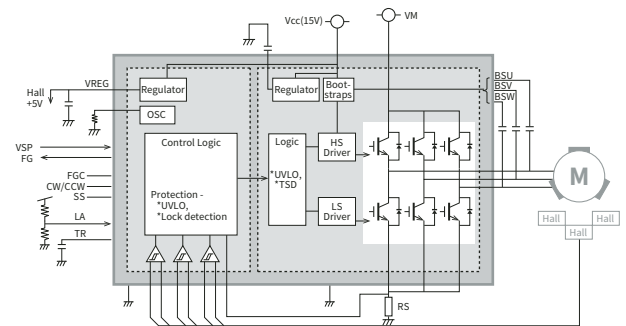 Vcc(15V)
VM
VREG
Hall
+5V
Regulator
OSC
Regulator
Boot-
straps
BSU
BSV
BSW
VSP
FG
FGC
CW/CCW
SS
LA
TR
Control Logic
Protection -
*UVLO,
*Lock detection
Logic
*UVLO,
*TSD
HS
Driver
LS
Driver
M
Hall
Hall
Hall
RS